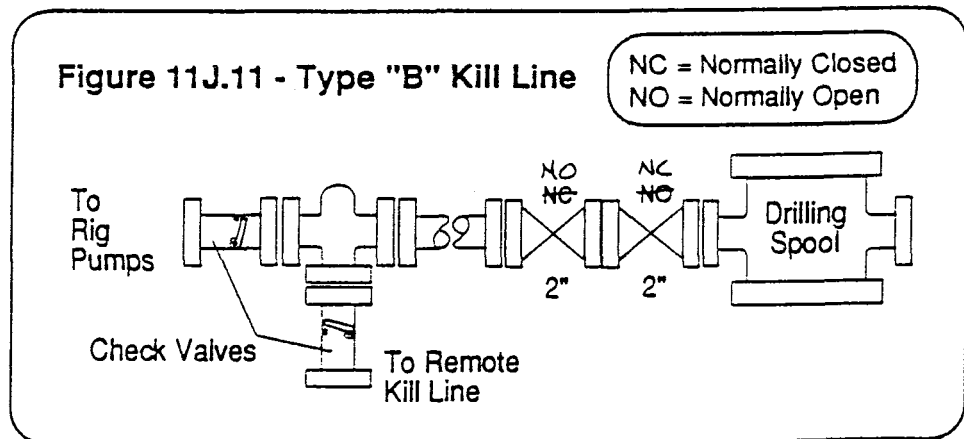 Figure 11J.11 - Type "B" Kill Line
NC = Normally Closed
NO = Normally Open
To
Rig
Pumps
NO
NC
NC
NO
2"
2"
Drilling
Spool
Check Valves
To Remote
Kill Line